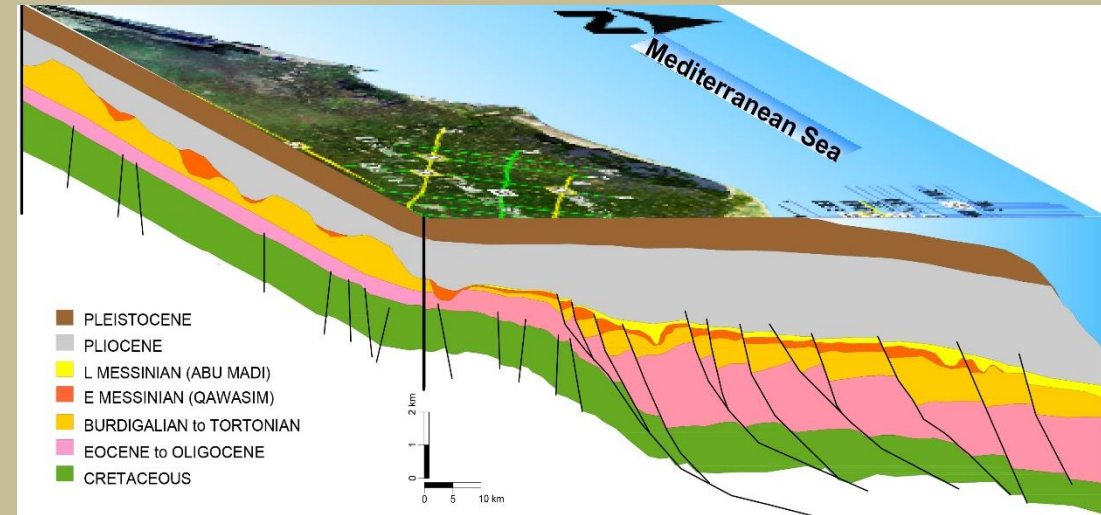 N
Mediterranean Sea
PLEISTOCENE
PLIOCENE
L MESSINIAN (ABU MADI)
E MESSINIAN (QAWASIM)
BURDIGALIAN to TORTONIAN
EOCENE to OLIGOCENE
CRETACEOUS
2 km
1
0
0 5 10 km